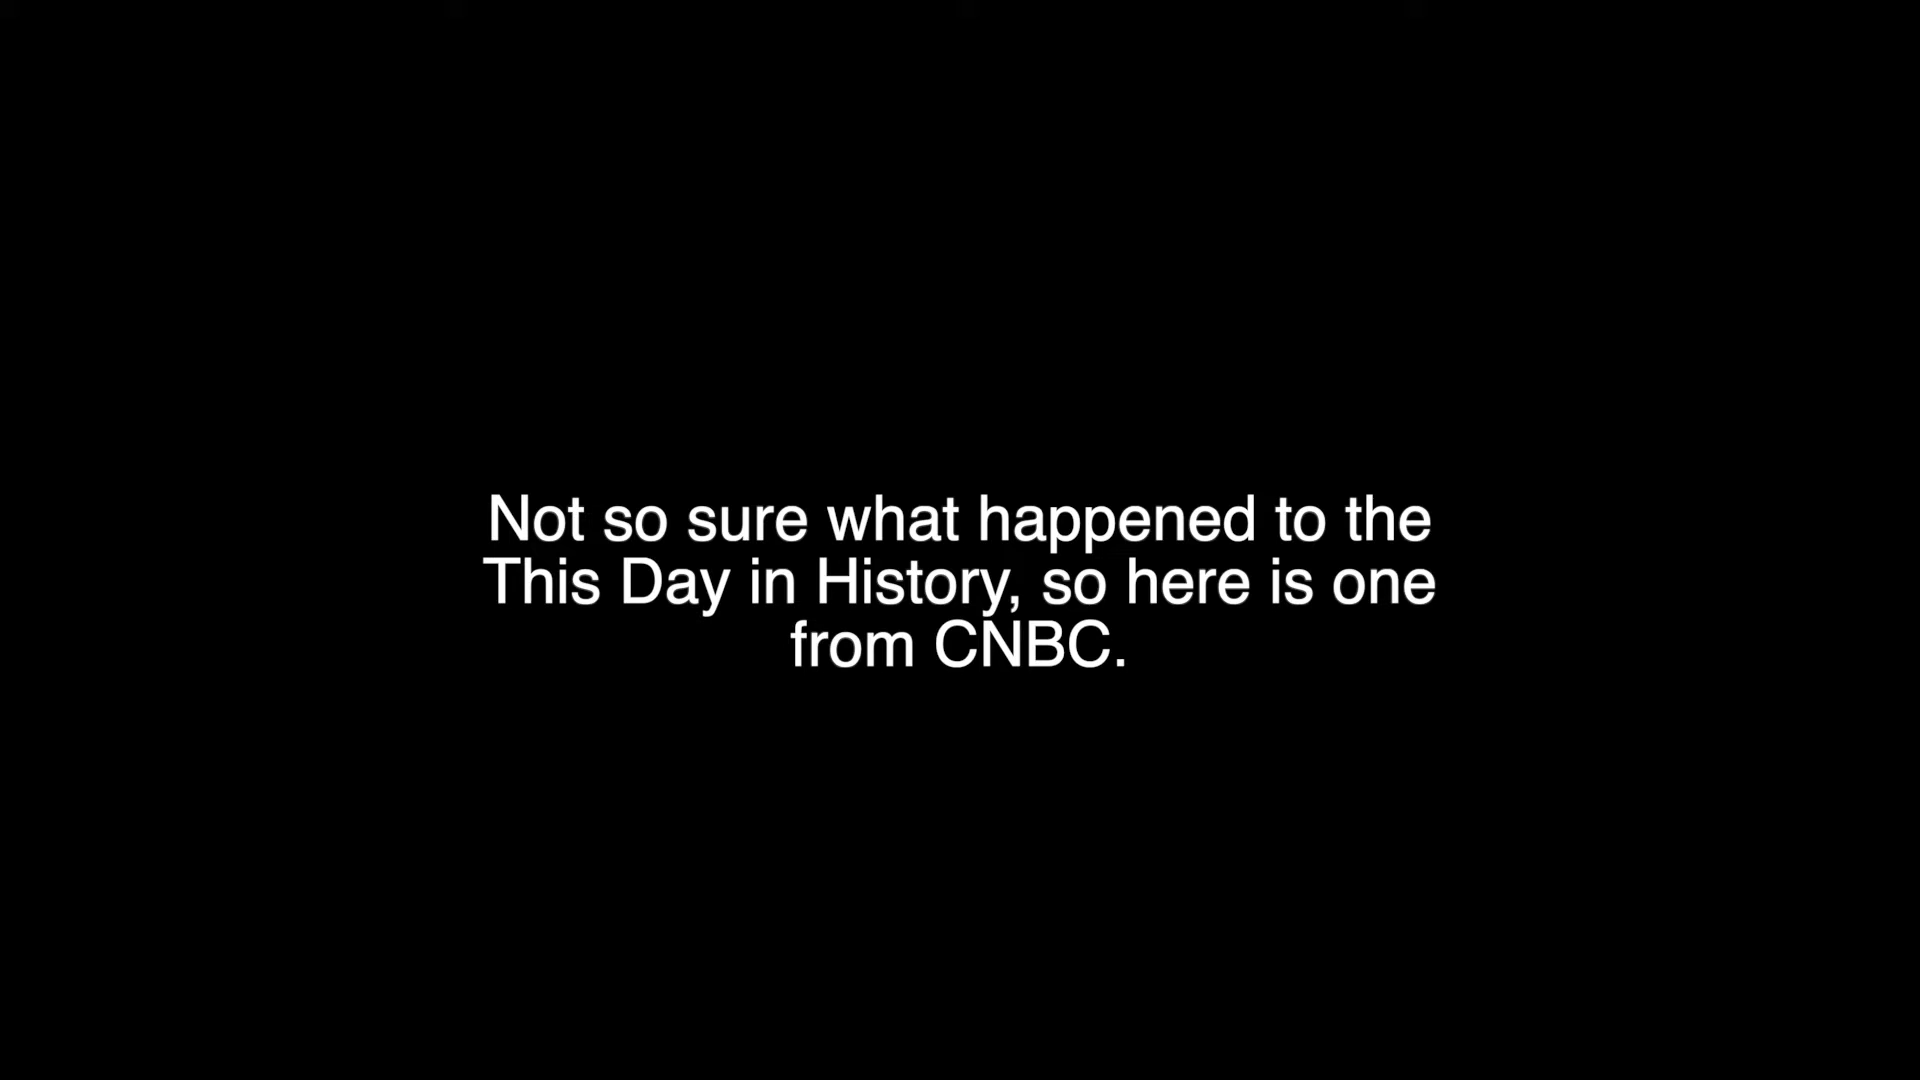 Not so sure what happened to the
This Day in History, so here is one
from CNBC.